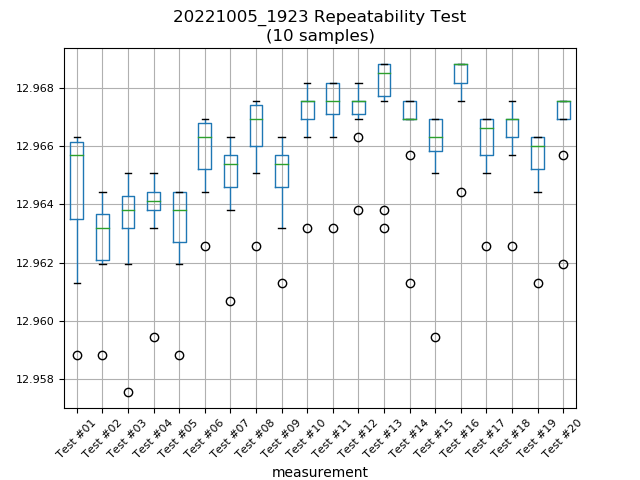 20221005_1923 Repeatability Test
(10 samples)
12.968
12.966
12.964
12.962
12.960
12.958
Test #01
Test #02
Test #03
Test #04
Test #05
Test #06
Test #07
Test #08
Test #09
Test #10
Test #11
Test #12
Test #13
Test #14
Test #15
Test #16
Test #17
Test #18
Test #19
Test #20
measurement